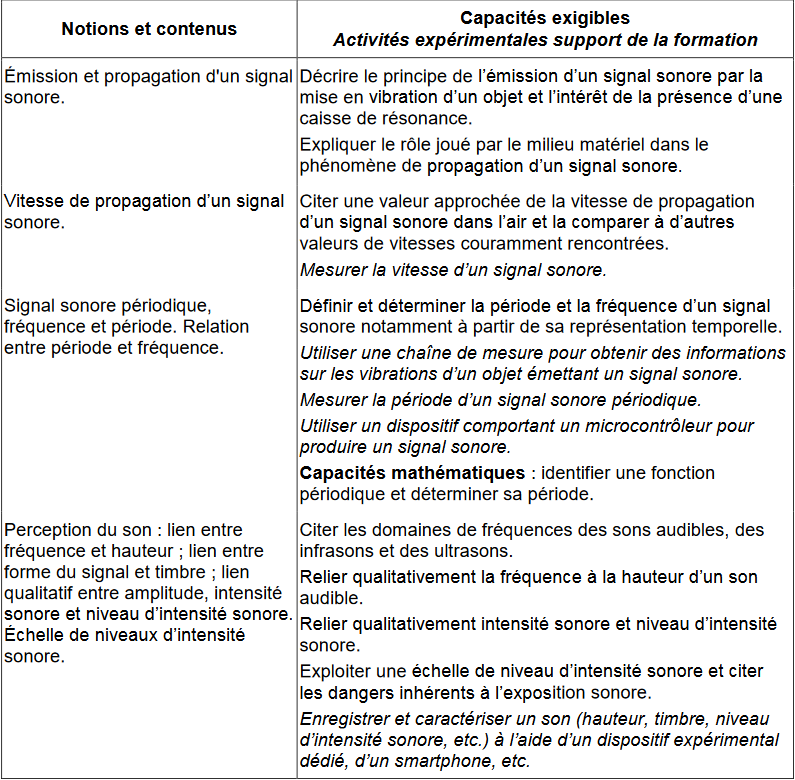 Notions et contenus
Capacités exigibles
Activités expérimentales support de la formation
Émission et propagation d'un signal
sonore.
Décrire le principe de l'émission d'un signal sonore par la
mise en vibration d'un objet et l'intérêt de la présence d'une
caisse de résonance.
Expliquer le rôle joué par le milieu matériel dans le
phénomène de propagation d'un signal sonore.
Vitesse de propagation d'un signal
sonore.
Citer une valeur approchée de la vitesse de propagation
d'un signal sonore dans l'air et la comparer à d'autres
valeurs de vitesses couramment rencontrées.
Mesurer la vitesse d'un signal sonore.
Signal sonore périodique,
fréquence et période. Relation
entre période et fréquence.
Définir et déterminer la période et la fréquence d'un signal
sonore notamment à partir de sa représentation temporelle.
Utiliser une chaîne de mesure pour obtenir des informations
sur les vibrations d'un objet émettant un signal sonore.
Mesurer la période d'un signal sonore périodique.
Utiliser un dispositif comportant un microcontrôleur pour
produire un signal sonore.
Capacités mathématiques : identifier une fonction
périodique et déterminer sa période.
Perception du son : lien entre
fréquence et hauteur ; lien entre
forme du signal et timbre ; lien
qualitatif entre amplitude, intensité
sonore et niveau d'intensité sonore.
Échelle de niveaux d'intensité
sonore.
Citer les domaines de fréquences des sons audibles, des
infrasons et des ultrasons.
Relier qualitativement la fréquence à la hauteur d'un son
audible.
Relier qualitativement intensité sonore et niveau d'intensité
sonore.
Exploiter une échelle de niveau d'intensité sonore et citer
les dangers inhérents à l'exposition sonore.
Enregistrer et caractériser un son (hauteur, timbre, niveau
d'intensité sonore, etc.) à l'aide d'un dispositif expérimental
dédié, d'un smartphone, etc.